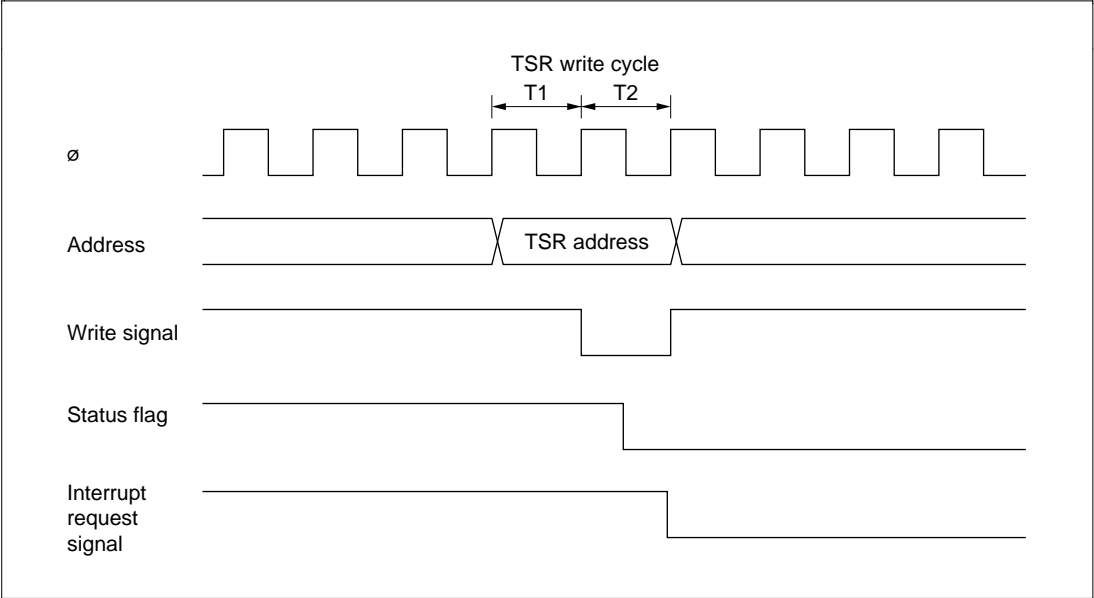 TSR write cycle
T1 T2
ø
Address
TSR address
Write signal
Status flag
Interrupt
request
signal